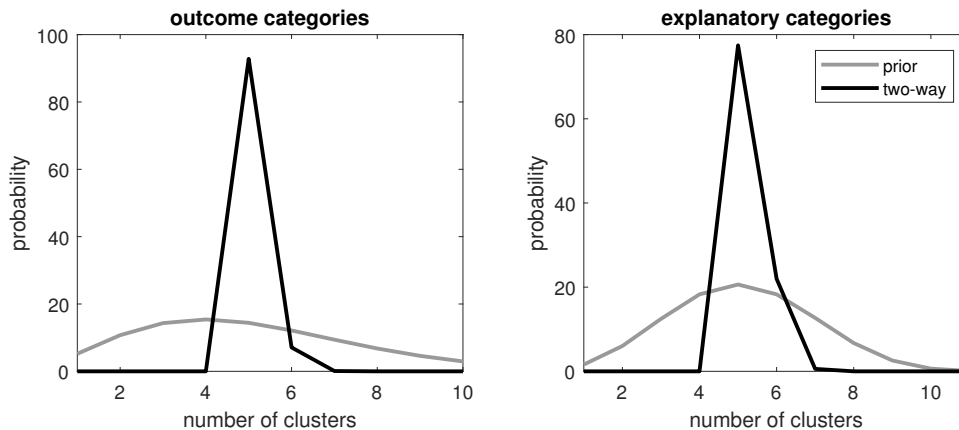 outcome categories
100
80
60
40
20
0
probability
2
4
6
8
10
number of clusters
explanatory categories
80
60
40
20
0
probability
2
4
6
8
10
number of clusters
prior
two-way